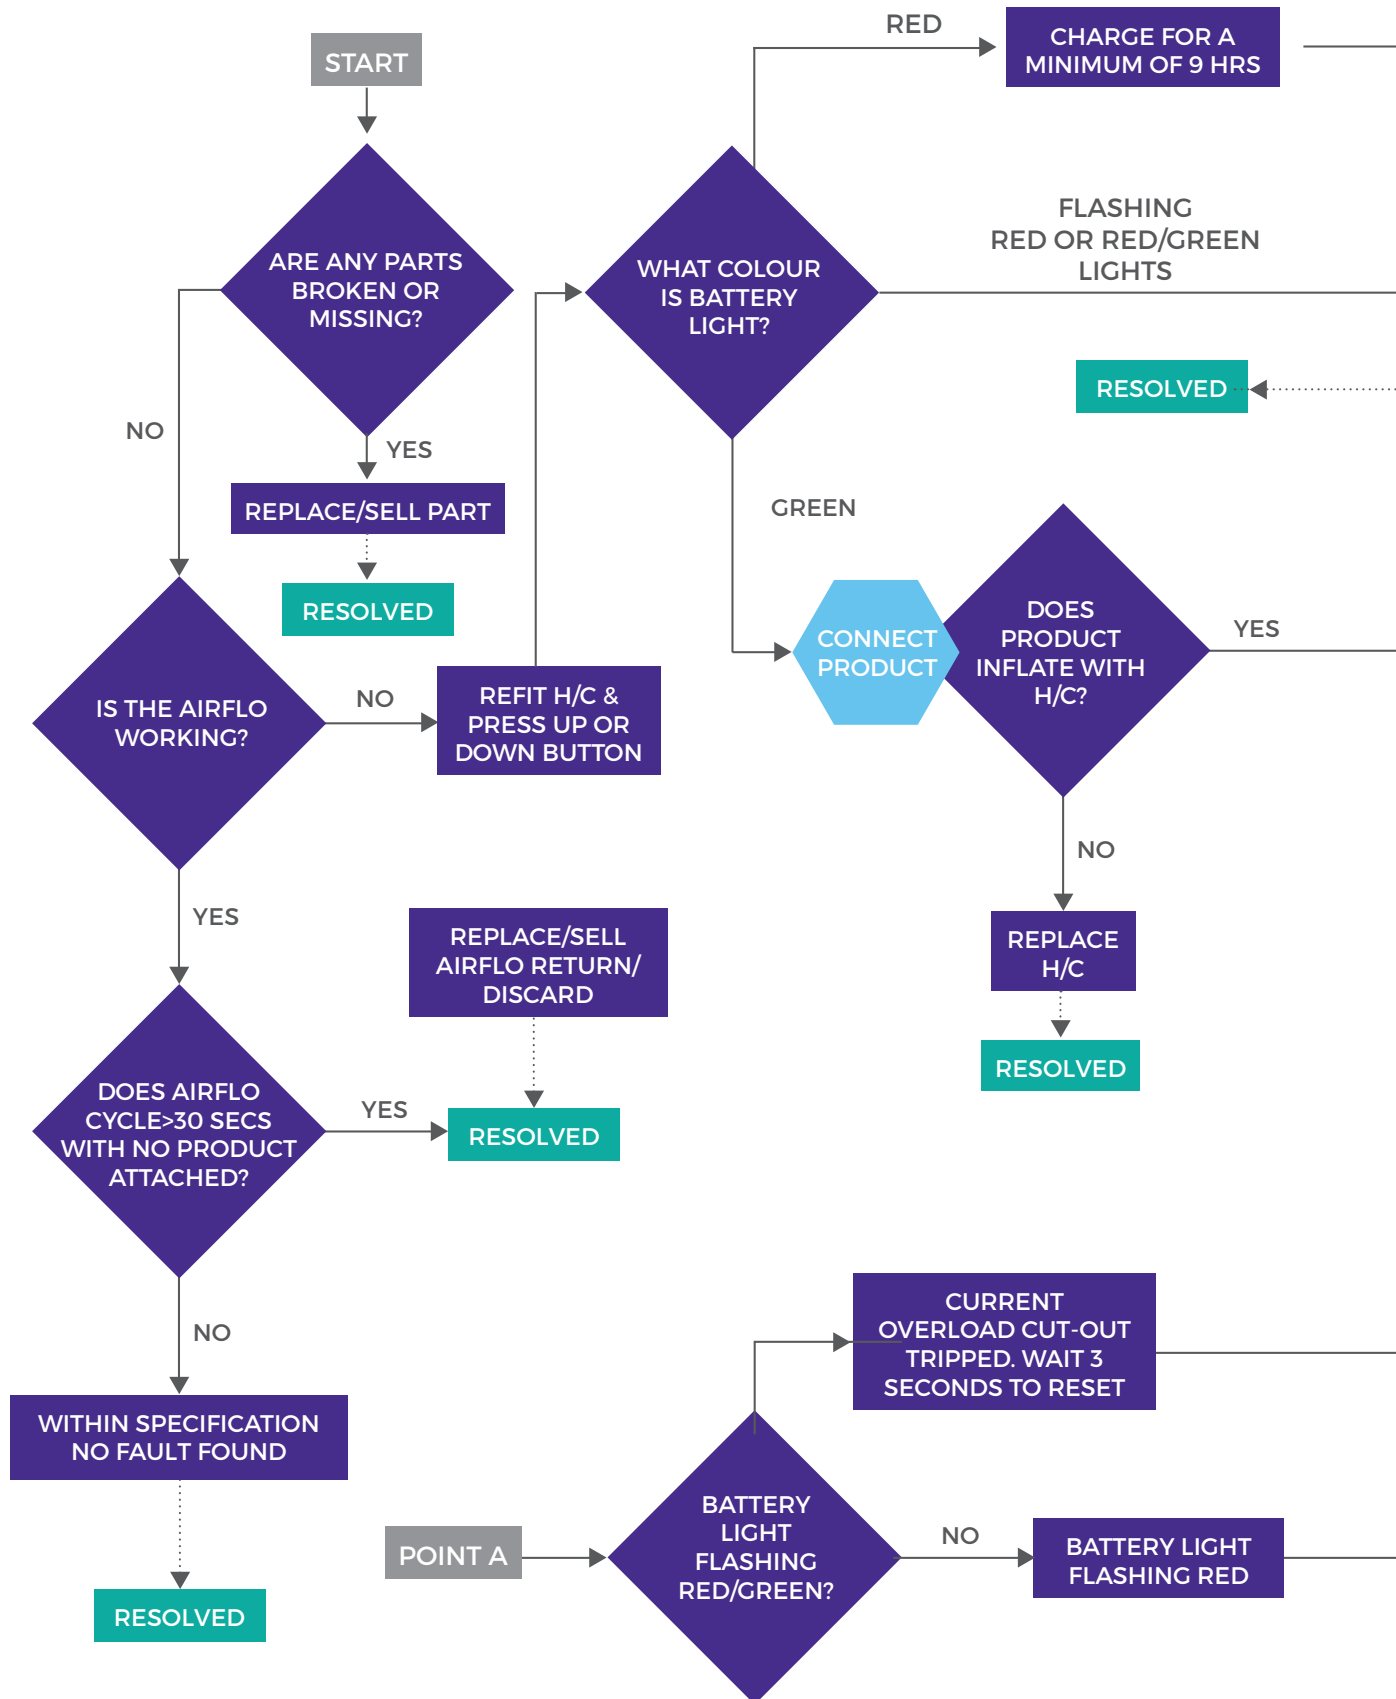 START
ARE ANY PARTS
BROKEN OR
MISSING?
NO
YES
REPLACE/SELL PART
RESOLVED
IS THE AIRFLO
WORKING?
NO
REFIT H/C &
PRESS UP OR
DOWN BUTTON
YES
DOES AIRFLO
CYCLE>30 SECS
WITH NO PRODUCT
ATTACHED?
YES
REPLACE/SELL
AIRFLO RETURN/
DISCARD
RESOLVED
NO
WITHIN SPECIFICATION
NO FAULT FOUND
RESOLVED
WHAT COLOUR
IS BATTERY
LIGHT?
RED
CHARGE FOR A
MINIMUM OF 9 HRS
FLASHING
RED OR RED/GREEN
LIGHTS
RESOLVED
GREEN
CONNECT
PRODUCT
DOES
PRODUCT
INFLATE WITH
H/C?
YES
NO
REPLACE
H/C
RESOLVED
POINT A
BATTERY
LIGHT
FLASHING
RED/GREEN?
CURRENT
OVERLOAD CUT-OUT
TRIPPED. WAIT 3
SECONDS TO RESET
NO
BATTERY LIGHT
FLASHING RED